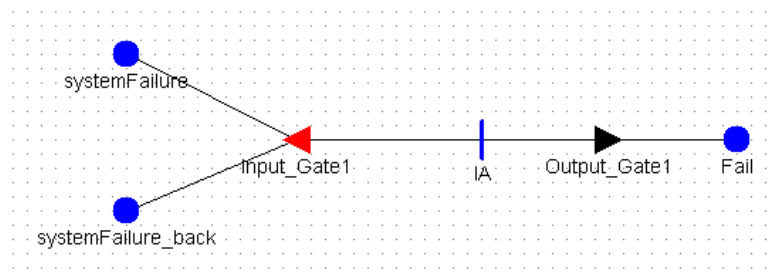 systemFailure
Input_Gate1
IA
Output_Gate1
Fail
systemFailure_back